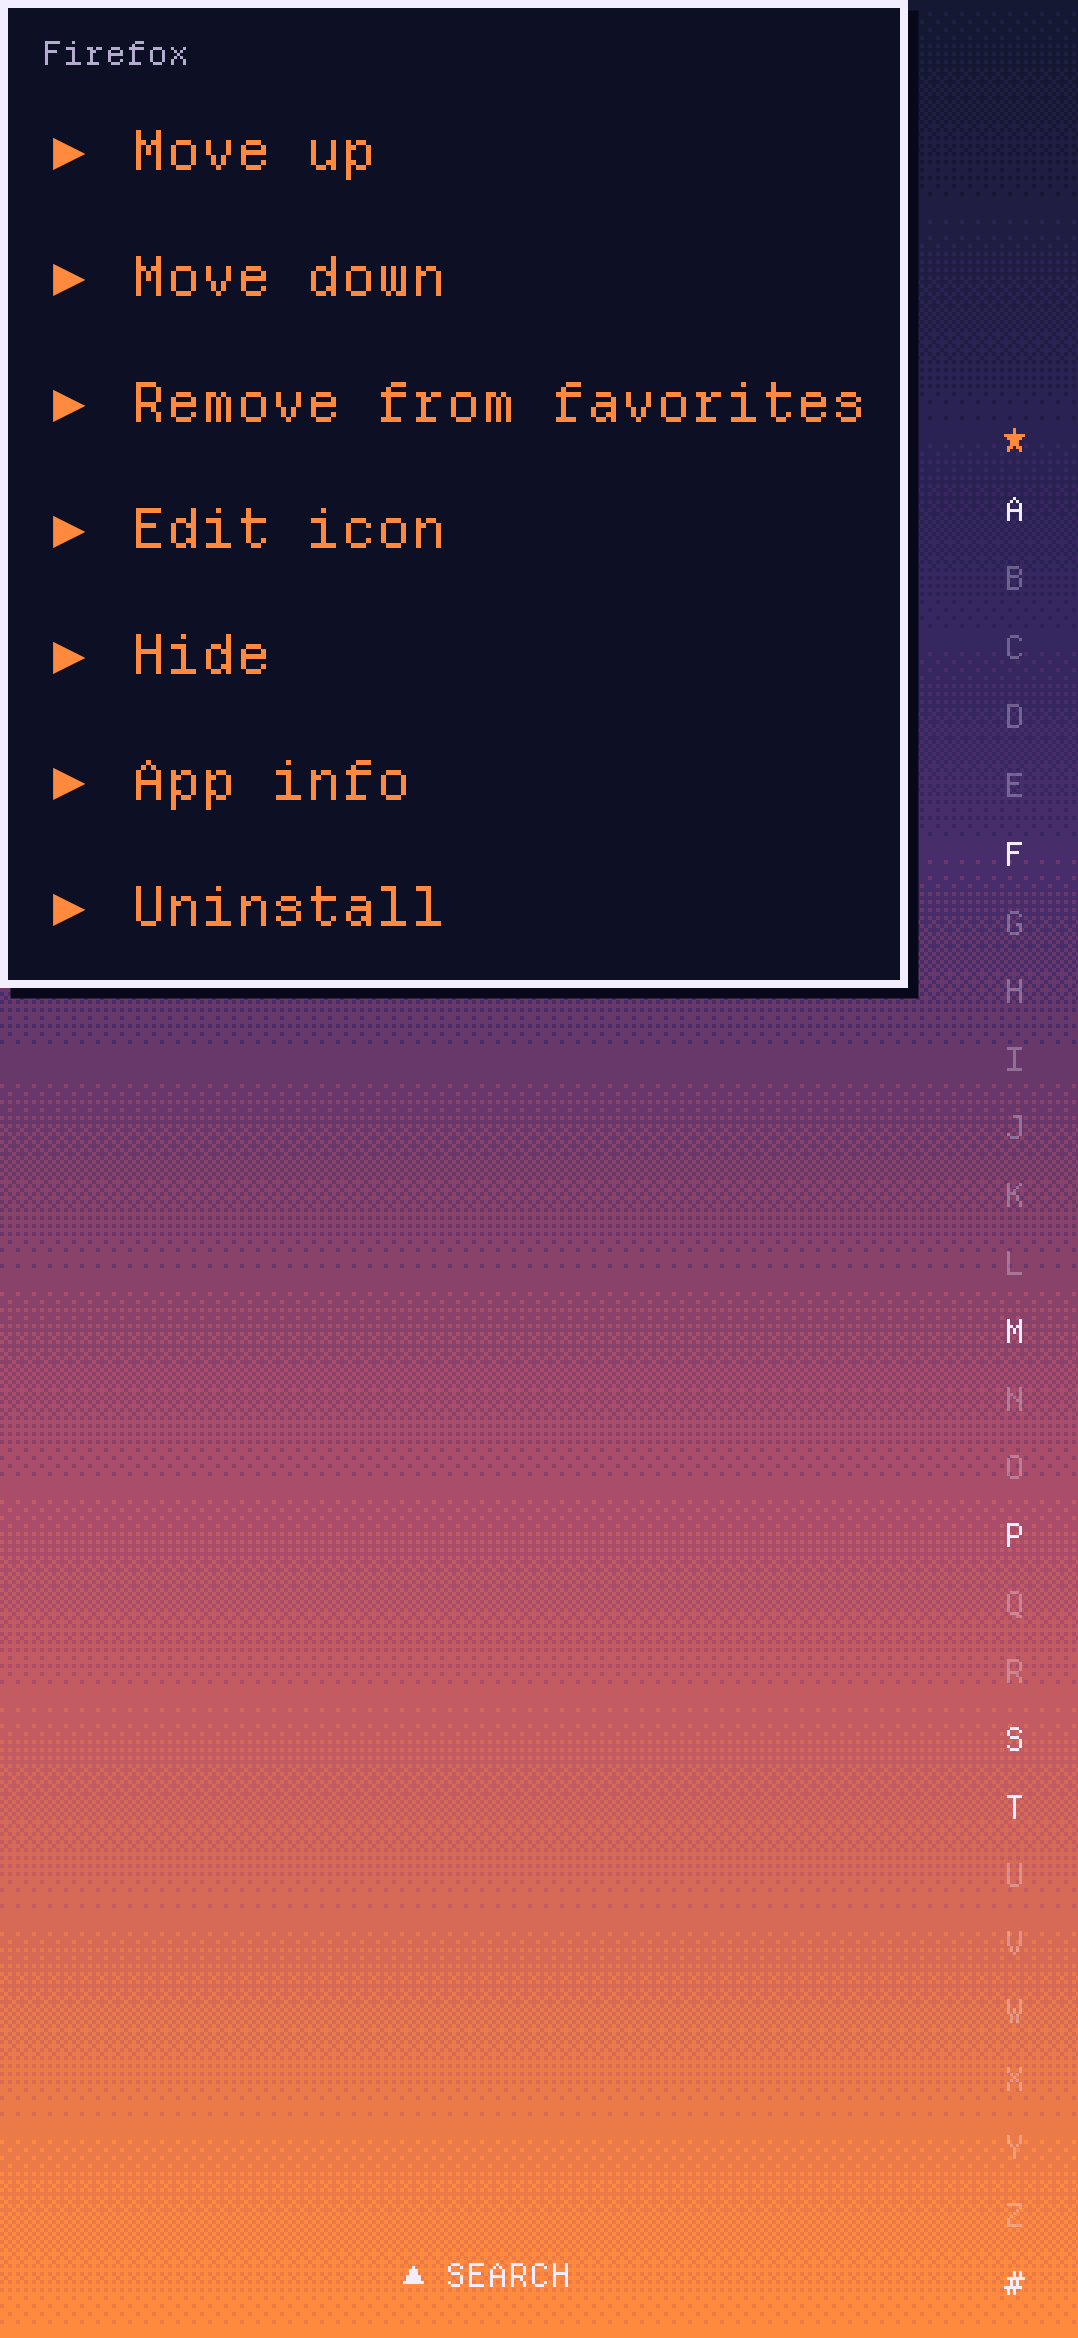 Firefox
▶ Move up
▶ Move down
▶ Remove from favorites
▶ Edit icon
▶ Hide
▶ App info
▶ Uninstall
★
A
B
C
D
E
F
G
H
I
J
K
L
M
N
O
P
Q
R
S
T
U
V
W
X
Y
Z
#
▲ SEARCH